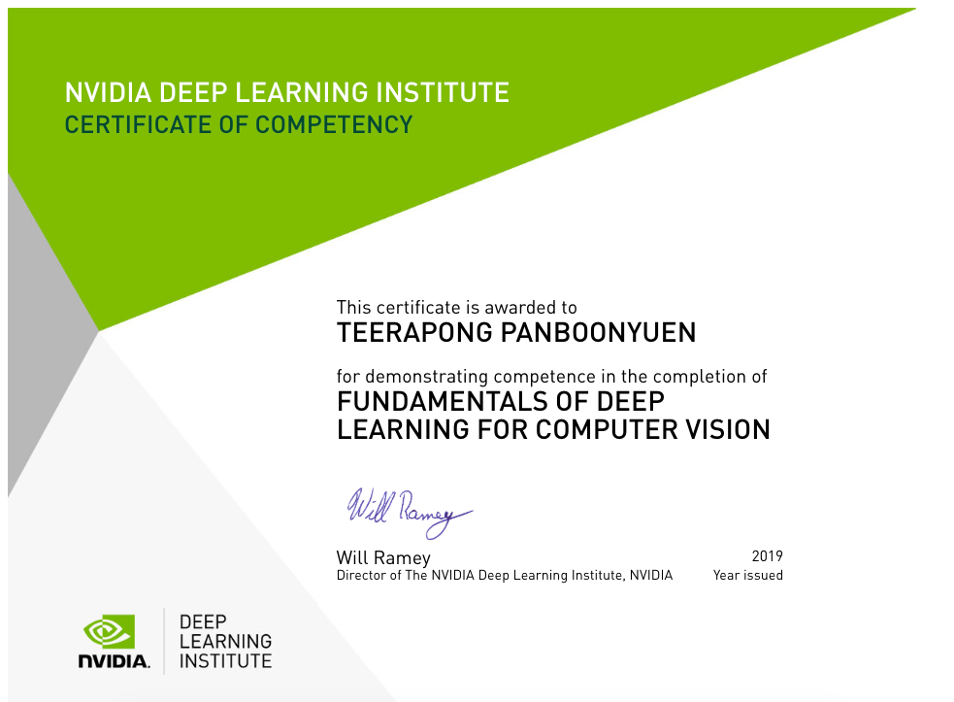 NVIDIA DEEP LEARNING INSTITUTE
CERTIFICATE OF COMPETENCY
This certificate is awarded to
TEERAPONG PANBOONYUEN
for demonstrating competence in the completion of
FUNDAMENTALS OF DEEP
LEARNING FOR COMPUTER VISION
Will Ramey
Will Ramey
Director of The NVIDIA Deep Learning Institute, NVIDIA
2019
Year issued
NVIDIA.
DEEP
LEARNING
INSTITUTE